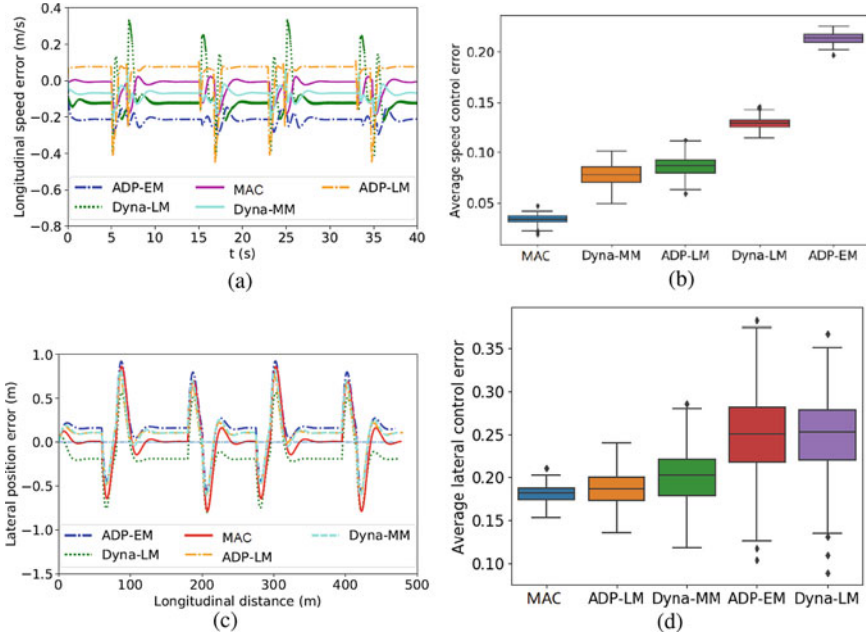 Longitudinal speed error (m/s)
0.4
0.2
0.0
−0.2
−0.4
−0.6
−0.8
ADP-EM MAC ADP-LM
Dyna-LM Dyna-MM
0 5 10 15 20 25 30 35 40
t (s)
(a)
Average speed control error
0.20
0.15
0.10
0.05
MAC Dyna-MM ADP-LM Dyna-LM ADP-EM
(b)
Lateral position error (m)
1.0
0.5
0.0
−0.5
−1.0
−1.5
ADP-EM MAC Dyna-MM
Dyna-LM ADP-LM
0 100 200 300 400 500
Longitudinal distance (m)
(c)
Average lateral control error
0.40
0.35
0.30
0.25
0.20
0.15
0.10
MAC ADP-LM Dyna-MM ADP-EM Dyna-LM
(d)